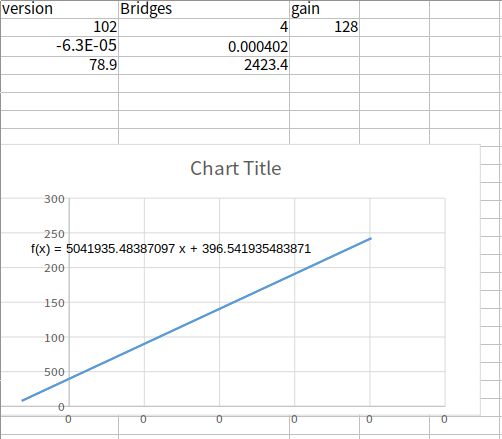 version Bridges gain
102 4 128
-6.3E-05 0.000402
78.9 2423.4
Chart Title
300
250
f(x) = 5041935.48387097 x + 396.541935483871
200
150
100
500
0
0 0 0 0 0 0